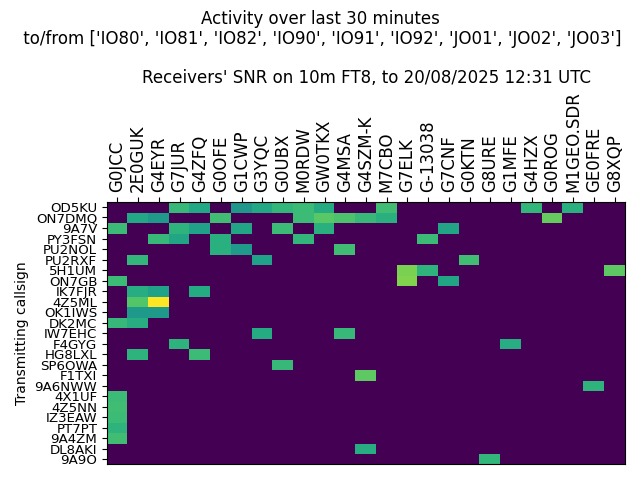 Activity over last 30 minutes
to/from ['IO80', 'IO81', 'IO82', 'IO90', 'IO91', 'IO92', 'JO01', 'JO02', 'JO03']
Receivers' SNR on 10m FT8, to 20/08/2025 12:31 UTC
G0JCC
2E0GUK
G4EYR
G7JUR
G4ZFQ
G0OFE
G1CWP
G3YQC
G0UBX
M0RDW
GW0TKX
G4MSA
G4SZM-K
M7CBO
G7ELK
G-13038
G7CNF
G0KTN
G8URE
G1MFE
G4HZX
G0ROG
M1GEO.SDR
GE0FRE
G8XQP
Transmitting callsign
OD5KU
ON7DMQ
9A7V
PY3FSN
PU2NOL
PU2RXF
5H1UM
ON7GB
IK7FJR
4Z5ML
OK1IWS
DK2MC
IW7EHC
F4GYG
HG8LXL
SP6OWA
F1TXI
9A6NWW
4X1UF
4Z5NN
IZ3EAW
PT7PT
9A4ZM
DL8AKI
9A9O